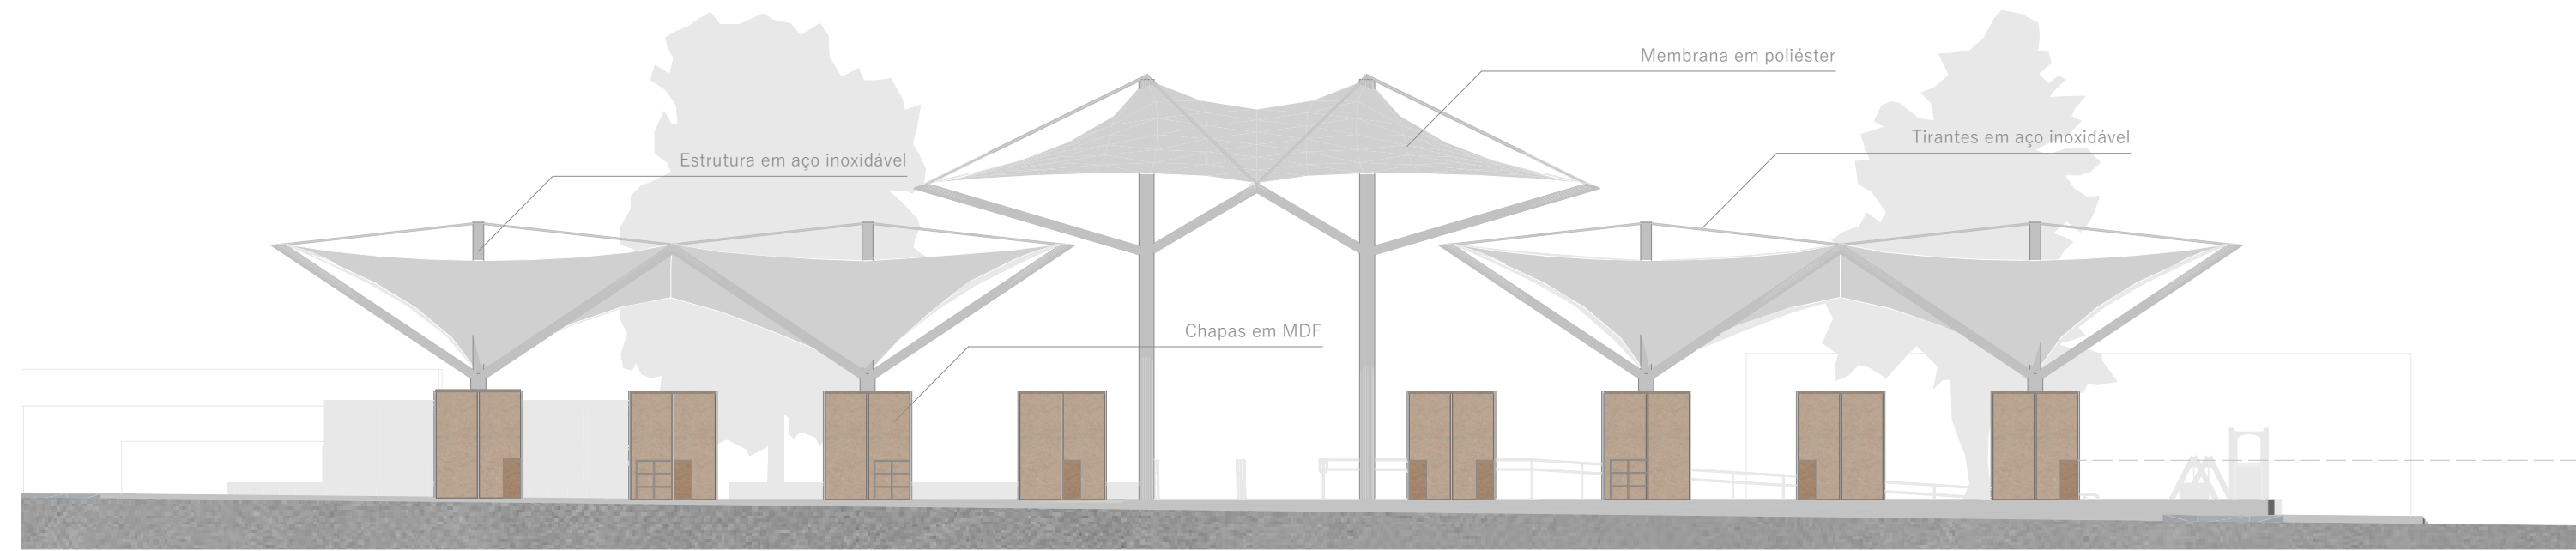 Membrana em poliéster
Tirantes em aço inoxidável
Estrutura em aço inoxidável
Chapas em MDF